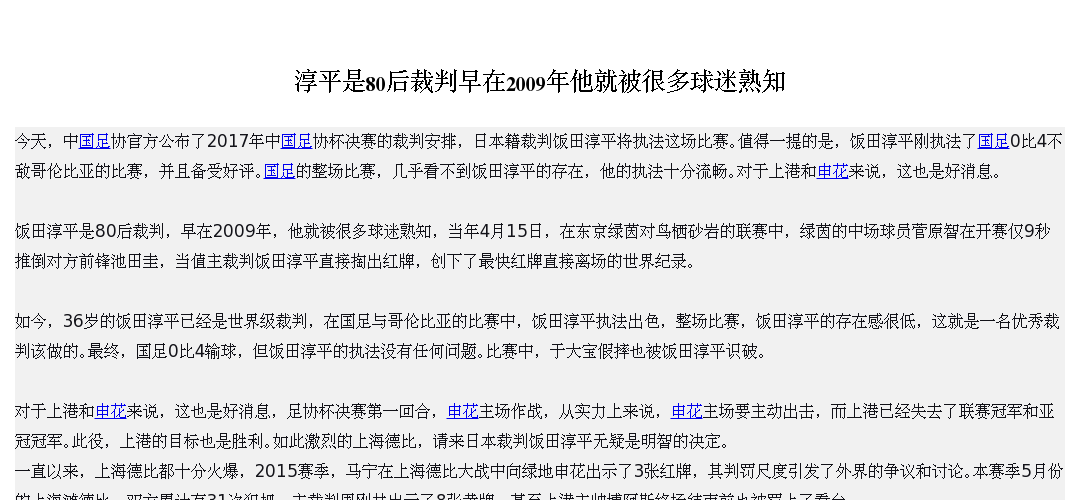 淳平是80后裁判早在2009年他就被很多球迷熟知
今天，中国足协官方公布了2017年中国足协杯决赛的裁判安排，日本籍裁判饭田淳平将执法这场比赛。值得一提的是，饭田淳平刚执法了国足0比4不
敌哥伦比亚的比赛，并且备受好评。国足的整场比赛，几乎看不到饭田淳平的存在，他的执法十分流畅。对于上港和申花来说，这也是好消息。
饭田淳平是80后裁判，早在2009年，他就被很多球迷熟知，当年4月15日，在东京绿茵对鸟栖砂岩的联赛中，绿茵的中场球员菅原智在开赛仅9秒
推倒对方前锋池田圭，当值主裁判饭田淳平直接掏出红牌，创下了最快红牌直接离场的世界纪录。
如今，36岁的饭田淳平已经是世界级裁判，在国足与哥伦比亚的比赛中，饭田淳平执法出色，整场比赛，饭田淳平的存在感很低，这就是一名优秀裁
判该做的。最终，国足0比4输球，但饭田淳平的执法没有任何问题。比赛中，于大宝假摔也被饭田淳平识破。
对于上港和申花来说，这也是好消息，足协杯决赛第一回合，申花主场作战，从实力上来说，申花主场要主动出击，而上港已经失去了联赛冠军和亚
冠冠军。此役，上港的目标也是胜利。如此激烈的上海德比，请来日本裁判饭田淳平无疑是明智的决定。
一直以来，上海德比都十分火爆，2015赛季，马宁在上海德比大战中向绿地申花出示了3张红牌，其判罚尺度引发了外界的争议和讨论。本赛季5月份